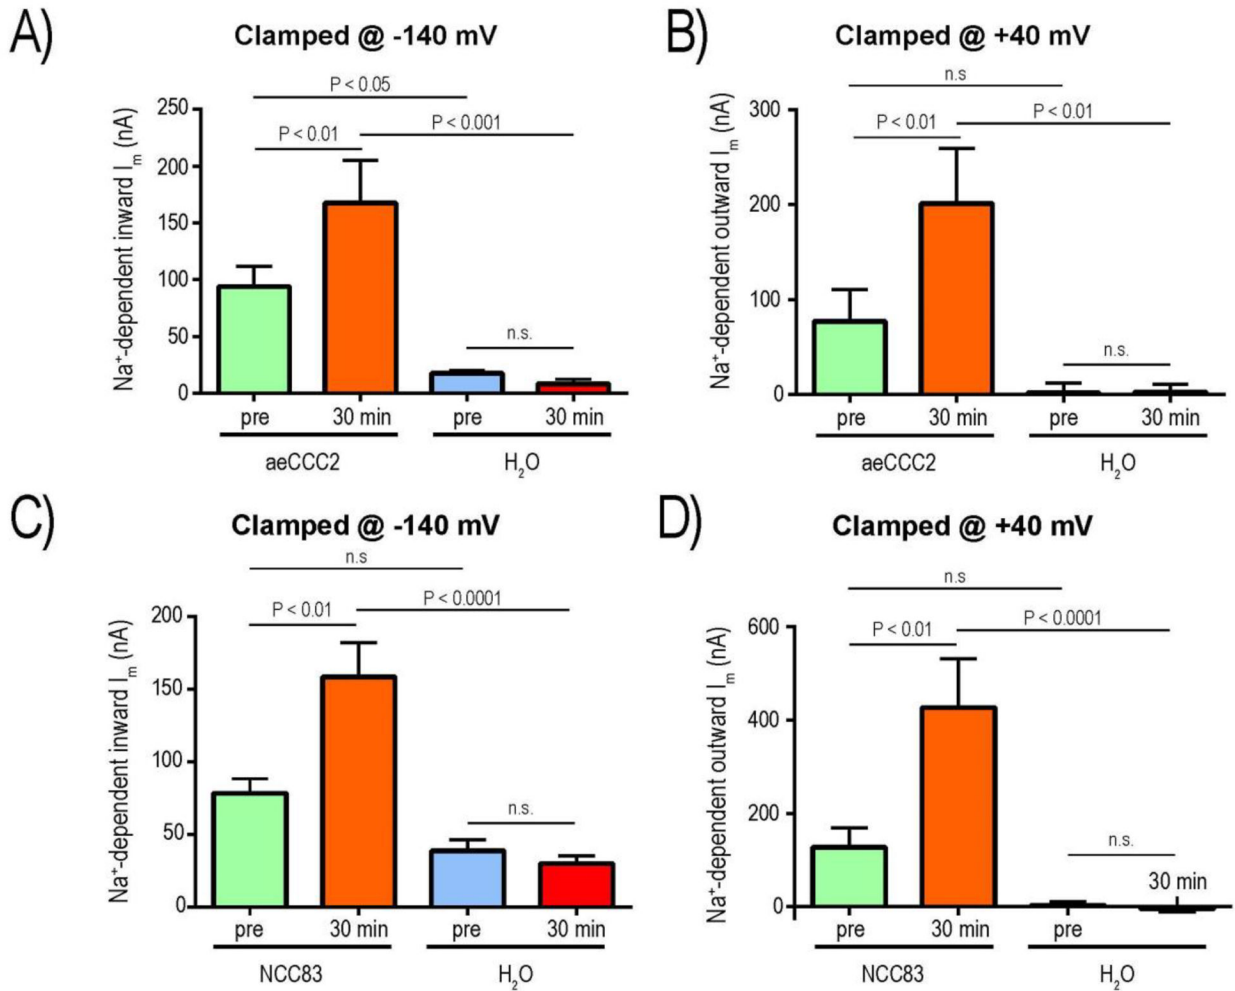 A)
Clamped @ -140 mV
P < 0.05
P < 0.01
P < 0.001
n.s.
Na⁺-dependent inward Iₘ (nA)
250
200
150
100
50
0
pre 30 min pre 30 min
aeCCC2 H₂O
B)
Clamped @ +40 mV
n.s
P < 0.01
P < 0.01
n.s.
Na⁺-dependent outward Iₘ (nA)
300
200
100
0
pre 30 min pre 30 min
aeCCC2 H₂O
C)
Clamped @ -140 mV
n.s
P < 0.01
P < 0.0001
n.s.
Na⁺-dependent inward Iₘ (nA)
200
150
100
50
0
pre 30 min pre 30 min
NCC83 H₂O
D)
Clamped @ +40 mV
n.s
P < 0.01
P < 0.0001
n.s.
Na⁺-dependent outward Iₘ (nA)
600
400
200
0
30 min
pre 30 min pre
NCC83 H₂O